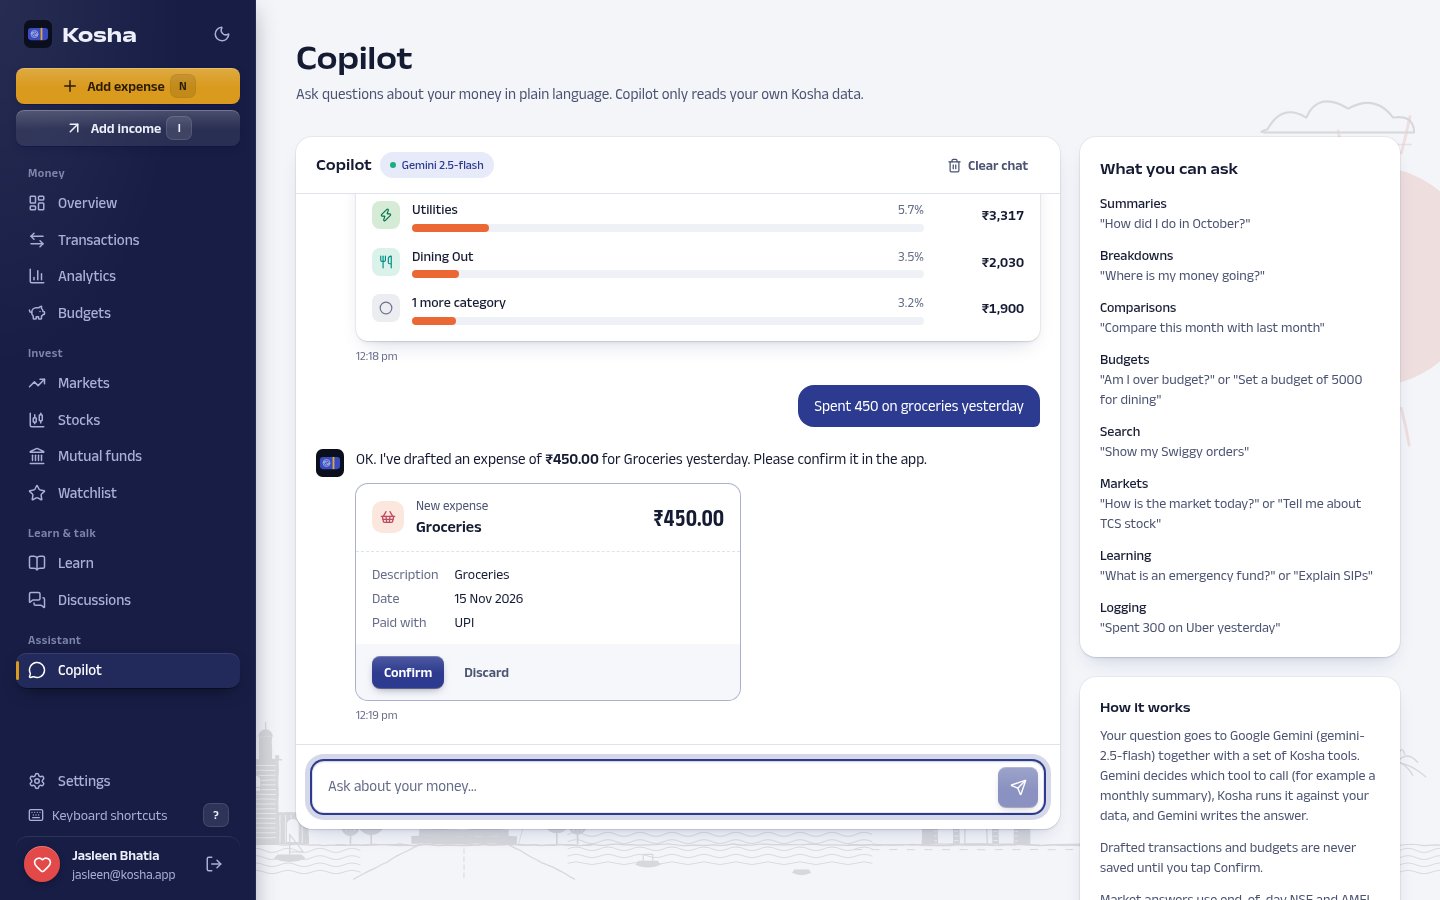 Kosha
Add expense N
Add income I
Money
Overview
Transactions
Analytics
Budgets
Invest
Markets
Stocks
Mutual funds
Watchlist
Learn & talk
Learn
Discussions
Assistant
Copilot
Settings
Keyboard shortcuts ?
Jasleen Bhatia
jasleen@kosha.app
Copilot
Ask questions about your money in plain language. Copilot only reads your own Kosha data.
Copilot Gemini 2.5-flash Clear chat
Utilities 5.7% ₹3,317
Dining Out 3.5% ₹2,030
1 more category 3.2% ₹1,900
12:18 pm
Spent 450 on groceries yesterday
OK. I've drafted an expense of ₹450.00 for Groceries yesterday. Please confirm it in the app.
New expense
Groceries ₹450.00
Description Groceries
Date 15 Nov 2026
Paid with UPI
Confirm Discard
12:19 pm
Ask about your money...
What you can ask
Summaries
"How did I do in October?"
Breakdowns
"Where is my money going?"
Comparisons
"Compare this month with last month"
Budgets
"Am I over budget?" or "Set a budget of 5000
for dining"
Search
"Show my Swiggy orders"
Markets
"How is the market today?" or "Tell me about
TCS stock"
Learning
"What is an emergency fund?" or "Explain SIPs"
Logging
"Spent 300 on Uber yesterday"
How it works
Your question goes to Google Gemini (gemini-
2.5-flash) together with a set of Kosha tools.
Gemini decides which tool to call (for example a
monthly summary), Kosha runs it against your
data, and Gemini writes the answer.
Drafted transactions and budgets are never
saved until you tap Confirm.
Market answers use end-of-day NSE and AMFI